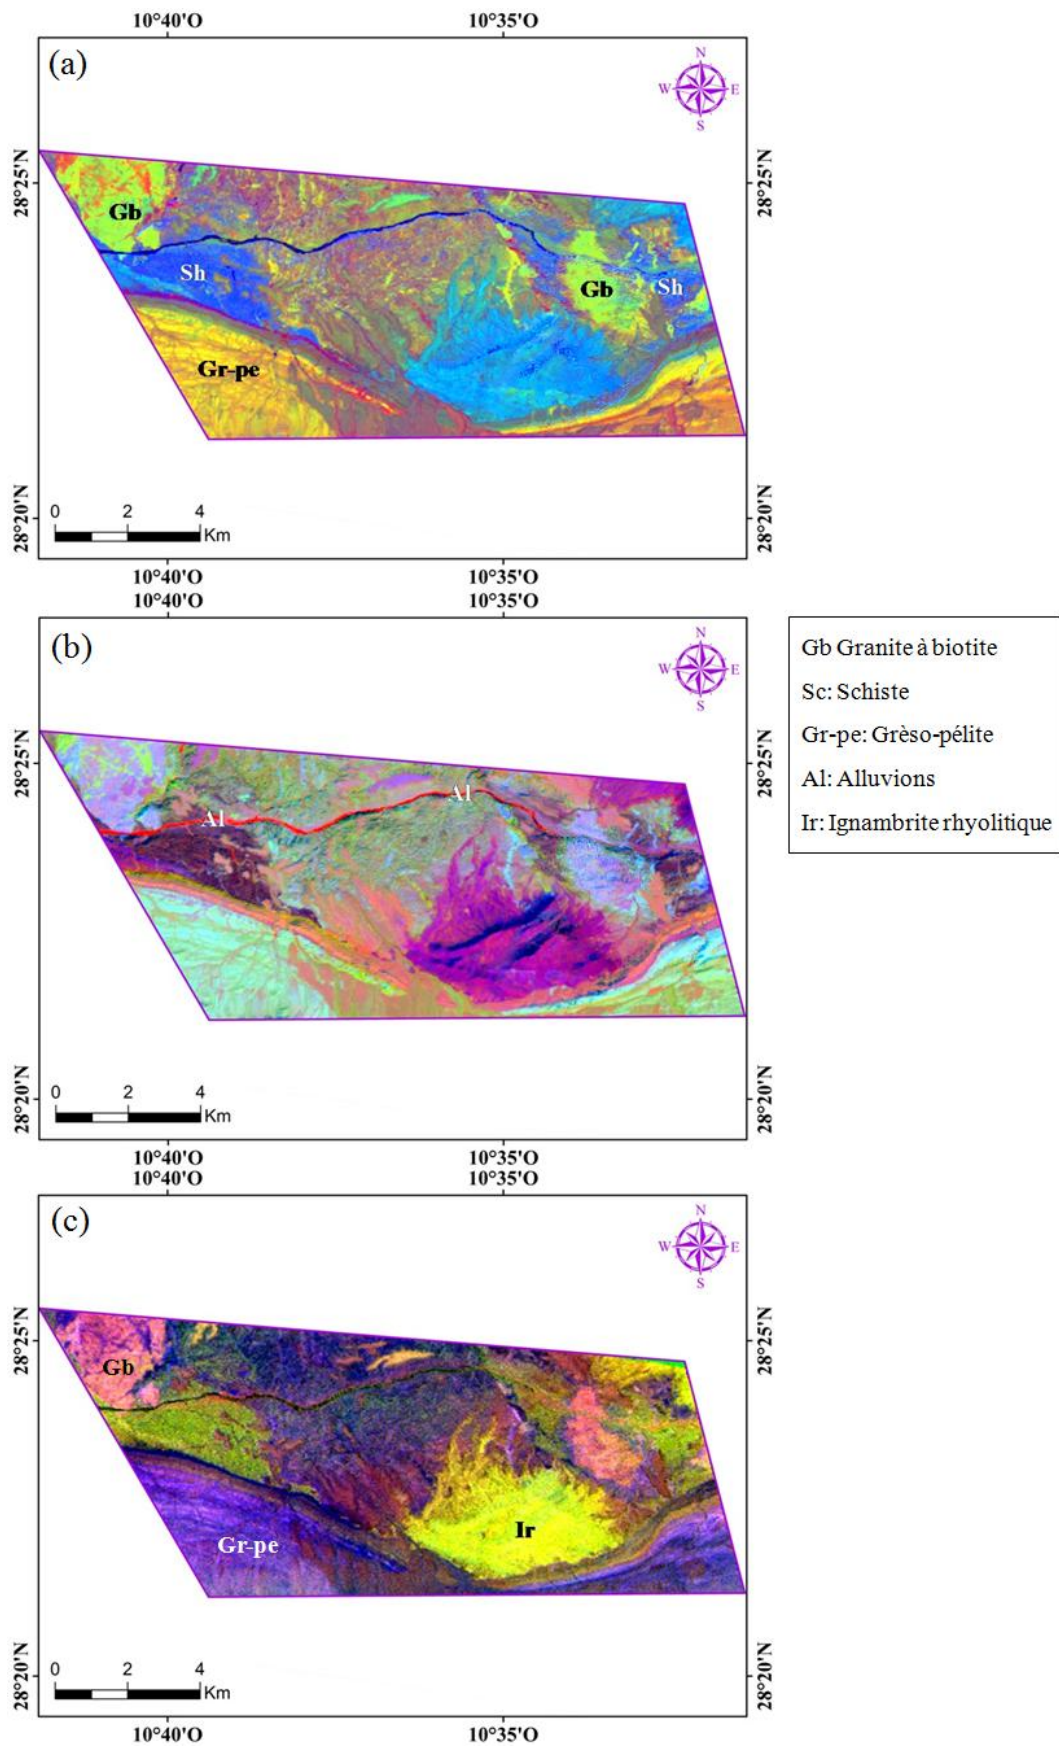 10°40'O 10°35'O
(a)
N
W E
S
28°25'N 28°25'N
Gb
Sh
Gb
Sh
Gr-pe
0 2 4
Km
28°20'N 28°20'N
10°40'O 10°35'O
10°40'O 10°35'O
(b)
N
W E
S
28°25'N 28°25'N
Al
Al
0 2 4
Km
28°20'N 28°20'N
10°40'O 10°35'O
Gb Granite à biotite
Sc: Schiste
Gr-pe: Grèso-pélite
Al: Alluvions
Ir: Ignambrite rhyolitique
10°40'O 10°35'O
(c)
N
W E
S
28°25'N 28°25'N
Gb
Ir
Gr-pe
0 2 4
Km
28°20'N 28°20'N
10°40'O 10°35'O